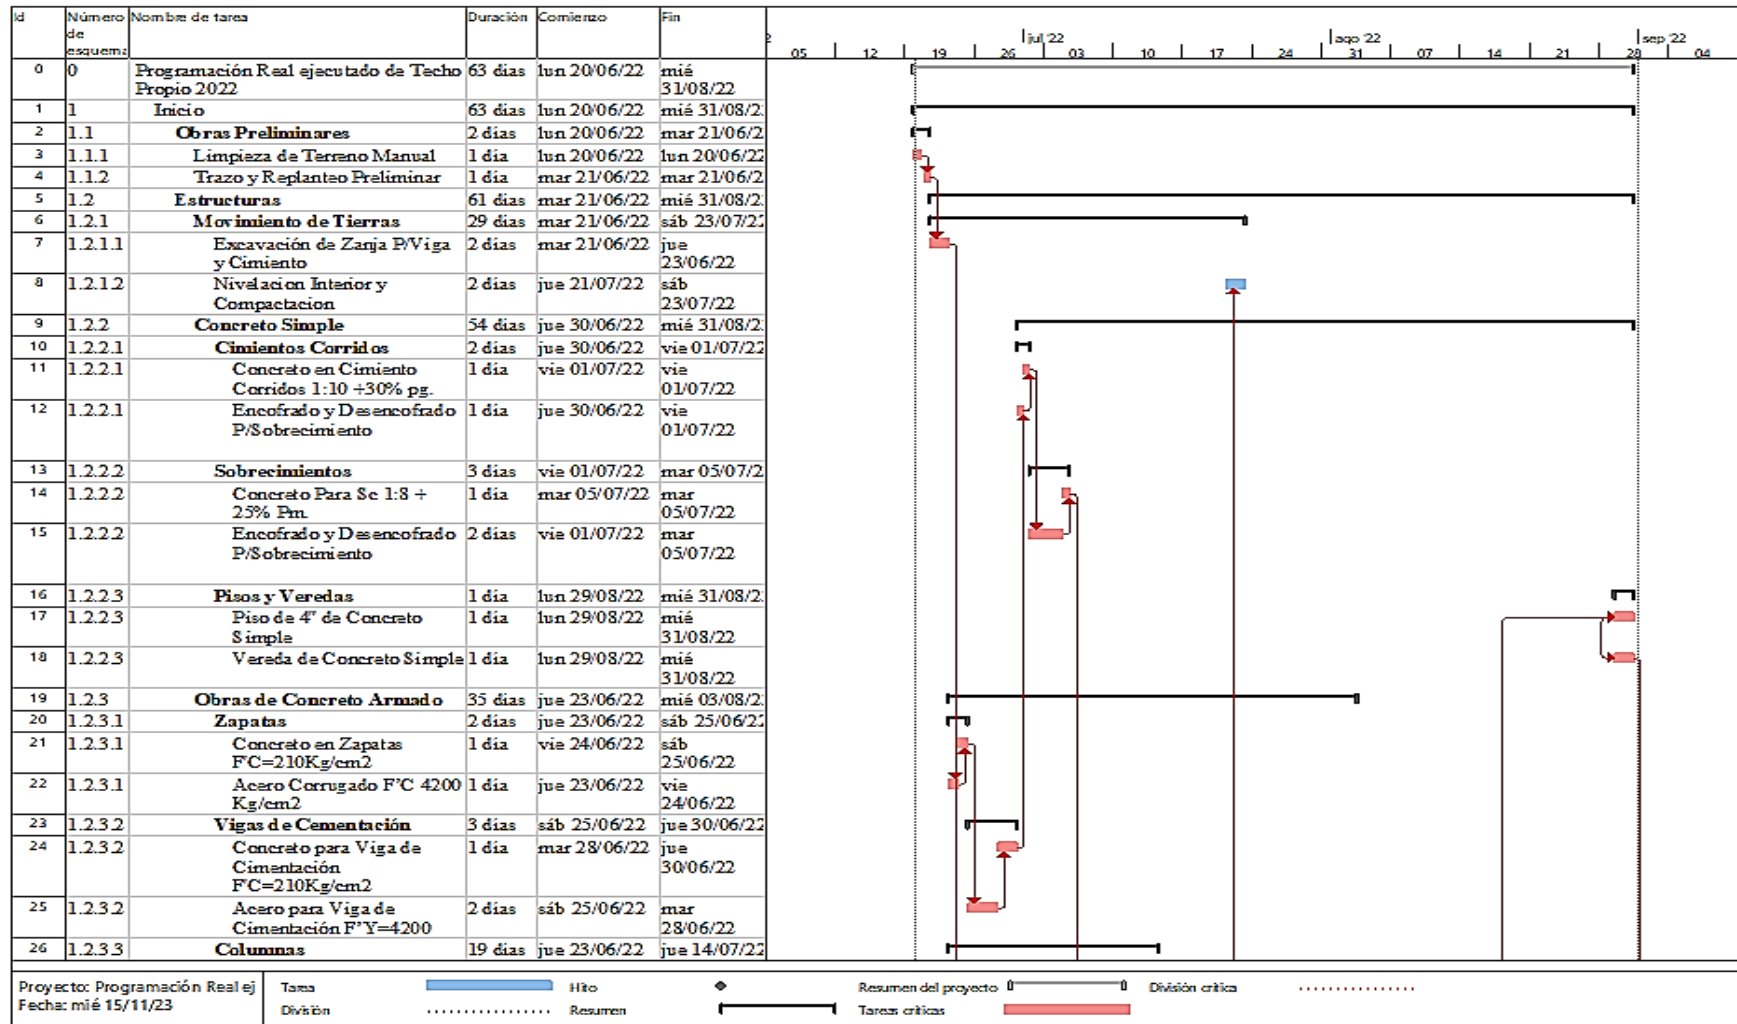 Id Número de esquema Nombre de tarea Duración Comienzo Fin
2 jul '22 ago '22 sep '22
05 12 19 26 03 10 17 24 31 07 14 21 28 04
0 0 Programación Real ejecutado de Techo Propio 2022 63 días lun 20/06/22 mié 31/08/22
1 1 Inicio 63 días lun 20/06/22 mié 31/08/2
2 1.1 Obras Preliminares 2 días lun 20/06/22 mar 21/06/2
3 1.1.1 Limpieza de Terreno Manual 1 día lun 20/06/22 lun 20/06/22
4 1.1.2 Trazo y Replanteo Preliminar 1 día mar 21/06/22 mar 21/06/2
5 1.2 Estructuras 61 días mar 21/06/22 mié 31/08/2
6 1.2.1 Movimiento de Tierras 29 días mar 21/06/22 sáb 23/07/22
7 1.2.1.1 Excavación de Zanja P/Viga y Cimiento 2 días mar 21/06/22 jue 23/06/22
8 1.2.1.2 Nivelacion Interior y Compactacion 2 días jue 21/07/22 sáb 23/07/22
9 1.2.2 Concreto Simple 54 días jue 30/06/22 mié 31/08/2
10 1.2.2.1 Cimientos Corridos 2 días jue 30/06/22 vie 01/07/22
11 1.2.2.1 Concreto en Cimiento Corridos 1:10 +30% pg. 1 día vie 01/07/22 vie 01/07/22
12 1.2.2.1 Encofrado y Desencofrado P/Sobrecimiento 1 día jue 30/06/22 vie 01/07/22
13 1.2.2.2 Sobrecimientos 3 días vie 01/07/22 mar 05/07/2
14 1.2.2.2 Concreto Para Sc 1:8 + 25% Pm. 1 día mar 05/07/22 mar 05/07/22
15 1.2.2.2 Encofrado y Desencofrado P/Sobrecimiento 2 días vie 01/07/22 mar 05/07/22
16 1.2.2.3 Pisos y Veredas 1 día lun 29/08/22 mié 31/08/2
17 1.2.2.3 Piso de 4" de Concreto Simple 1 día lun 29/08/22 mié 31/08/22
18 1.2.2.3 Vereda de Concreto Simple 1 día lun 29/08/22 mié 31/08/22
19 1.2.3 Obras de Concreto Armado 35 días jue 23/06/22 mié 03/08/2
20 1.2.3.1 Zapatas 2 días jue 23/06/22 sáb 25/06/22
21 1.2.3.1 Concreto en Zapatas F'C=210Kg/cm2 1 día vie 24/06/22 sáb 25/06/22
22 1.2.3.1 Acero Corrugado F'C 4200 Kg/cm2 1 día jue 23/06/22 vie 24/06/22
23 1.2.3.2 Vigas de Cementación 3 días sáb 25/06/22 jue 30/06/22
24 1.2.3.2 Concreto para Viga de Cimentación F'C=210Kg/cm2 1 día mar 28/06/22 jue 30/06/22
25 1.2.3.2 Acero para Viga de Cimentación F'Y=4200 2 días sáb 25/06/22 mar 28/06/22
26 1.2.3.3 Columnas 19 días jue 23/06/22 jue 14/07/22
Proyecto: Programación Real ej
Fecha: mié 15/11/23
Tarea Hito Resumen del proyecto División crítica
División Resumen Tareas críticas